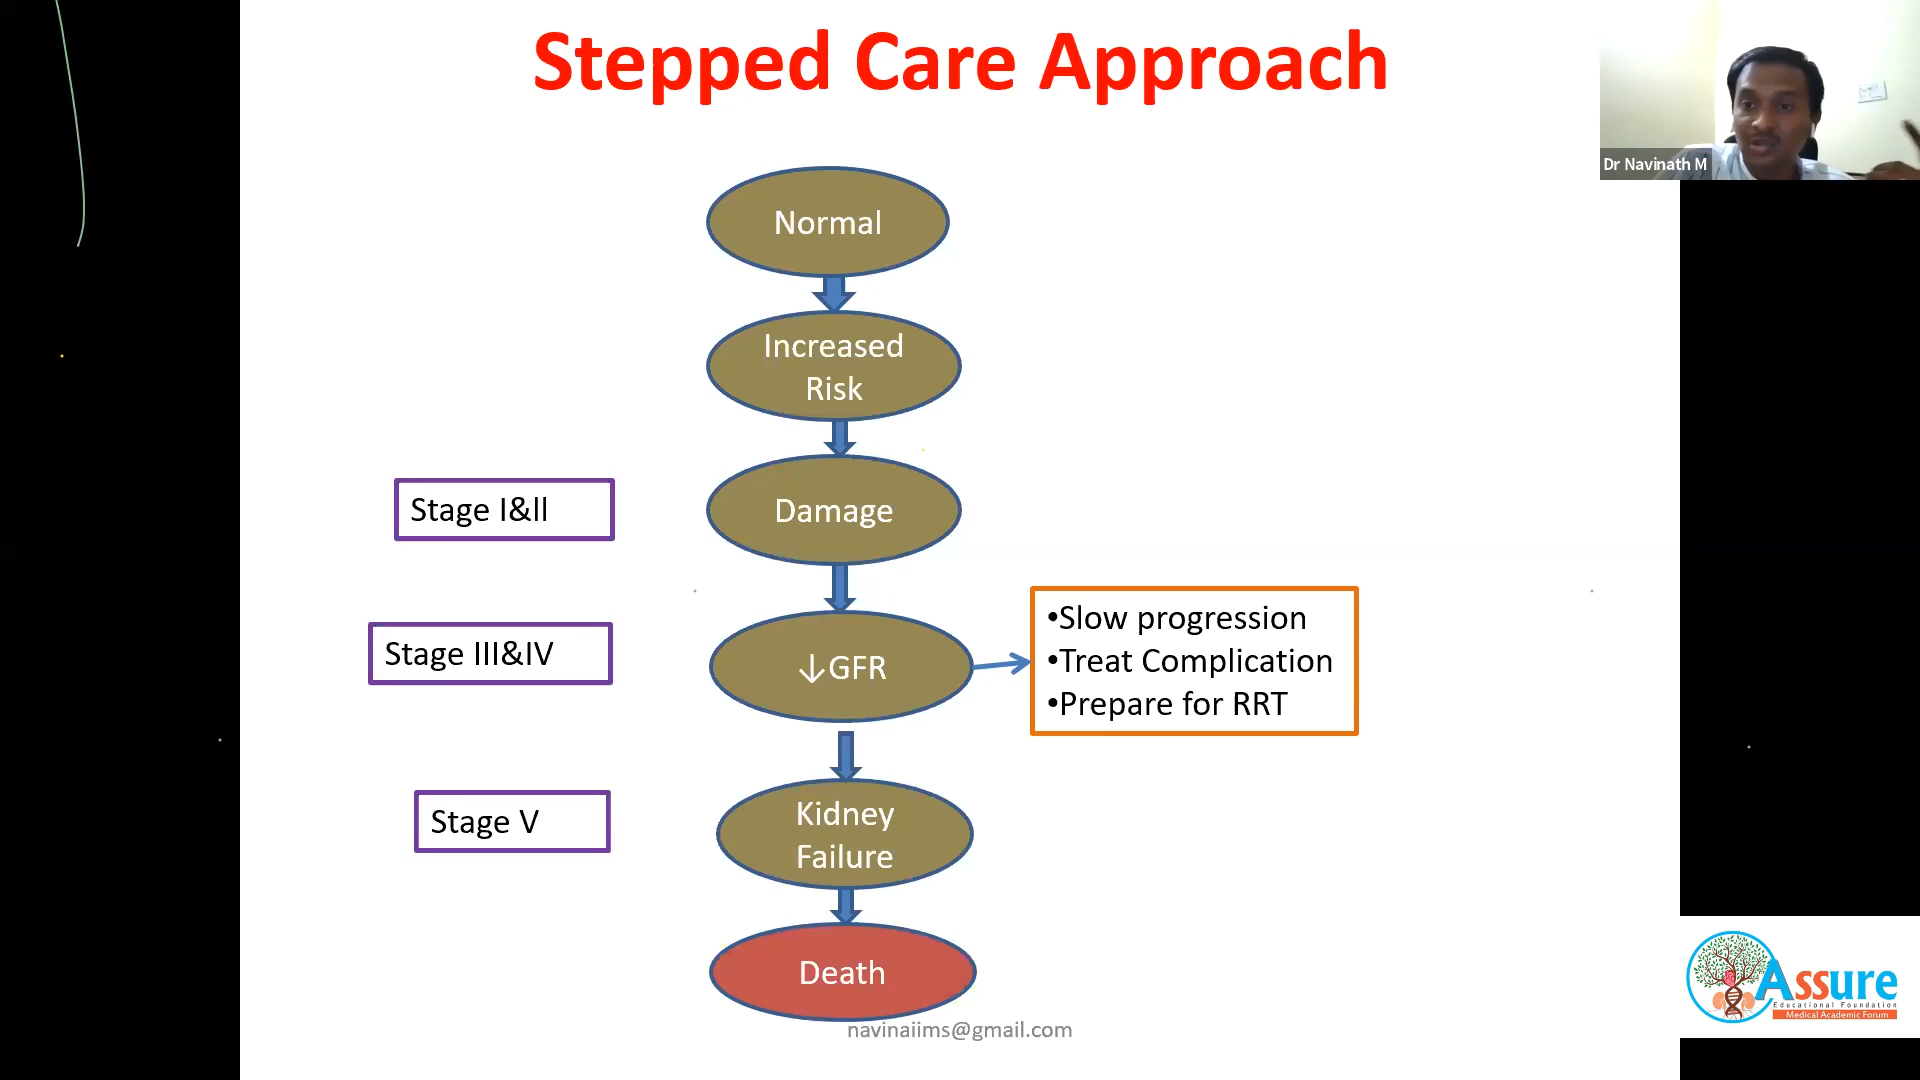 Stepped Care Approach
Dr Navinath M
Normal
Increased
Risk
Stage I&II
Damage
Stage III&IV
↓GFR
•Slow progression
•Treat Complication
•Prepare for RRT
Stage V
Kidney
Failure
Death
navinaiims@gmail.com
Assure
Educational Foundation
Medical Academic Forum